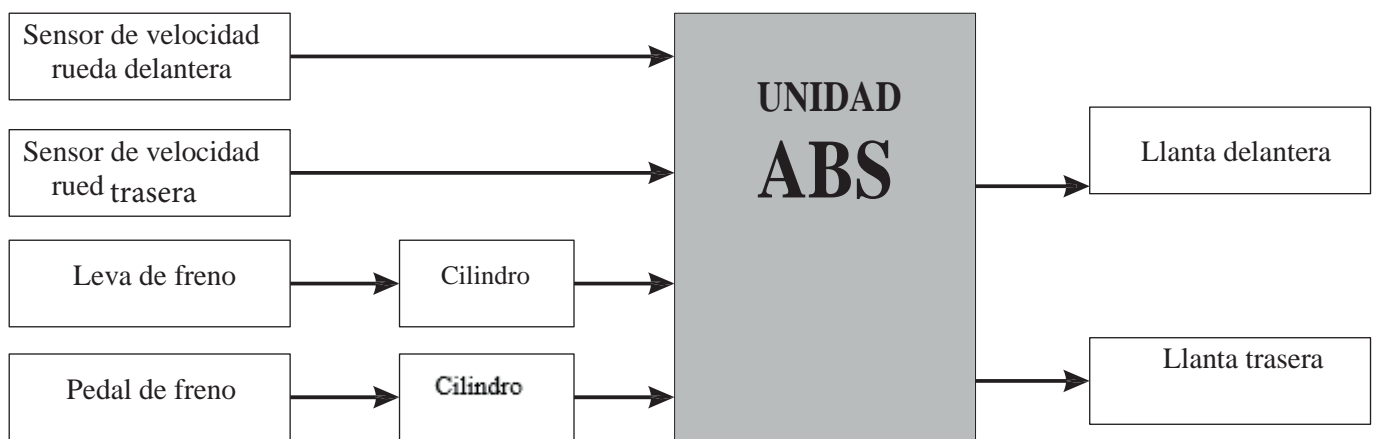 Sensor de velocidad
rueda delantera
Sensor de velocidad
rued trasera
Leva de freno
Cilindro
Pedal de freno
Cilindro
UNIDAD
ABS
Llanta delantera
Llanta trasera